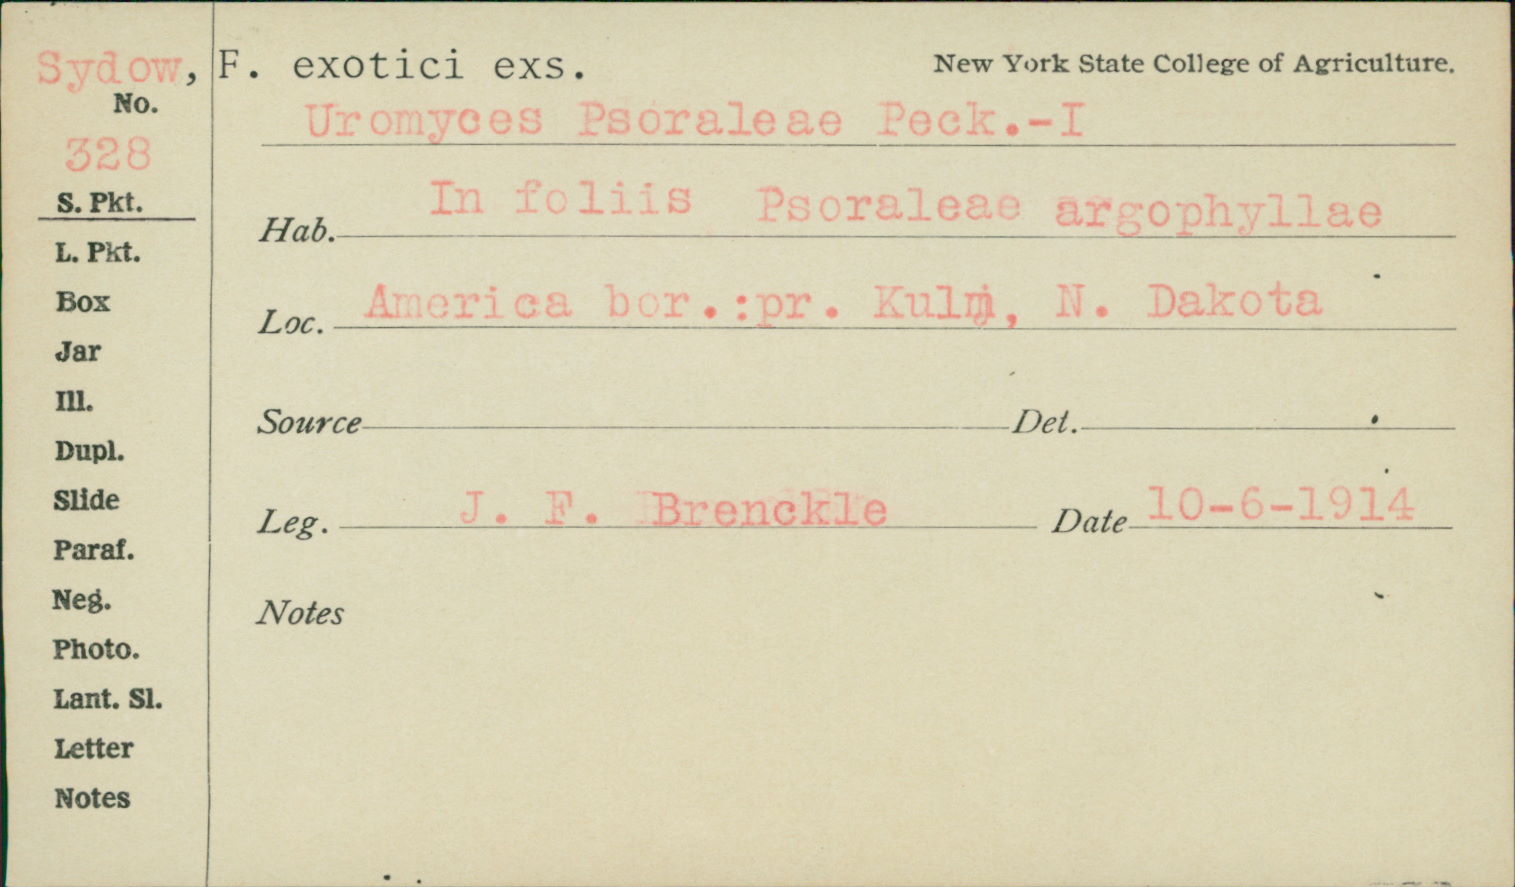 Sydow, F. exotici exs. New York State College of Agriculture.
No.
Uromyces Psoraleae Peck.-I
328
S. Pkt.
Hab. In foliis Psoraleae argophyllae
L. Pkt.
Box
Loc. America bor.:pr. Kulm, N. Dakota
Jar
Ill.
Source Det.
Dupl.
Slide
Leg. J. F. Brenckle Date 10-6-1914
Paraf.
Neg.
Notes
Photo.
Lant. Sl.
Letter
Notes